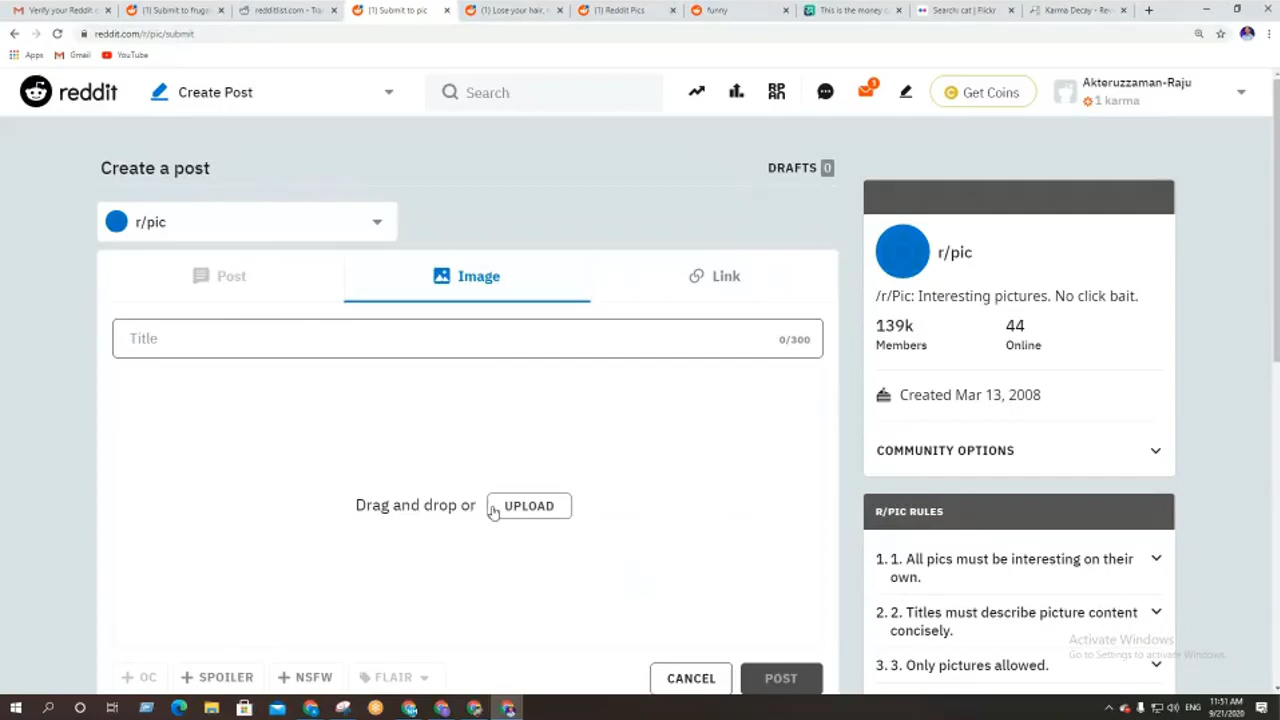 Verify your Reddit
(1) Submit to frug
redditlist.com - Tra
(1) Submit to pic
(1) Lose your hair,
(1) Reddit Pics
funny
This is the money c
Search: cat | Flickr
Karma Decay - Rev
reddit.com/r/pic/submit
Apps
Gmail
YouTube
reddit
Create Post
Search
1
Get Coins
Akteruzzaman-Raju
1 karma
Create a post
DRAFTS 0
r/pic
Post
Image
Link
Title
0/300
Drag and drop or
UPLOAD
+ OC
+ SPOILER
+ NSFW
FLAIR
CANCEL
POST
r/pic
/r/Pic: Interesting pictures. No click bait.
139k
44
Members
Online
Created Mar 13, 2008
COMMUNITY OPTIONS
R/PIC RULES
1. 1. All pics must be interesting on their
own.
2. 2. Titles must describe picture content
concisely.
3. 3. Only pictures allowed.
Activate Windows
Go to Settings to activate Windows.
ENG
11:51 AM
9/21/2020